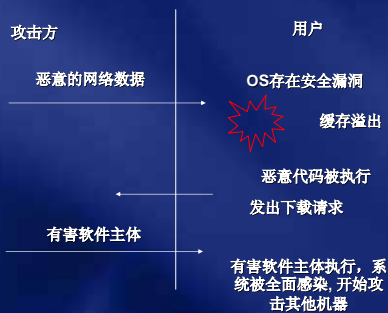 攻击方
用户
恶意的网络数据
OS存在安全漏洞
缓存溢出
恶意代码被执行
发出下载请求
有害软件主体
有害软件主体执行，系
统被全面感染, 开始攻
击其他机器